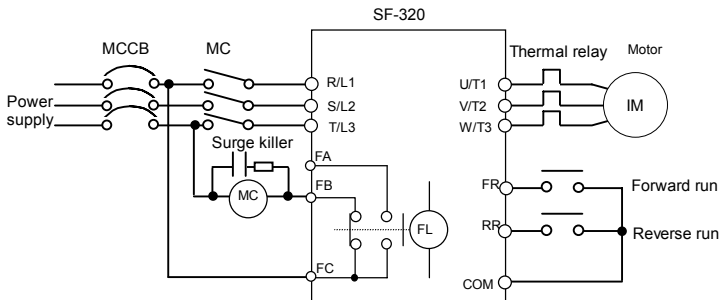 SF-320
MCCB
MC
Thermal relay
Motor
R/L1
U/T1
Power
supply
S/L2
V/T2
IM
T/L3
W/T3
Surge killer
FA
MC
FB
FR
Forward run
FL
RR
Reverse run
FC
COM